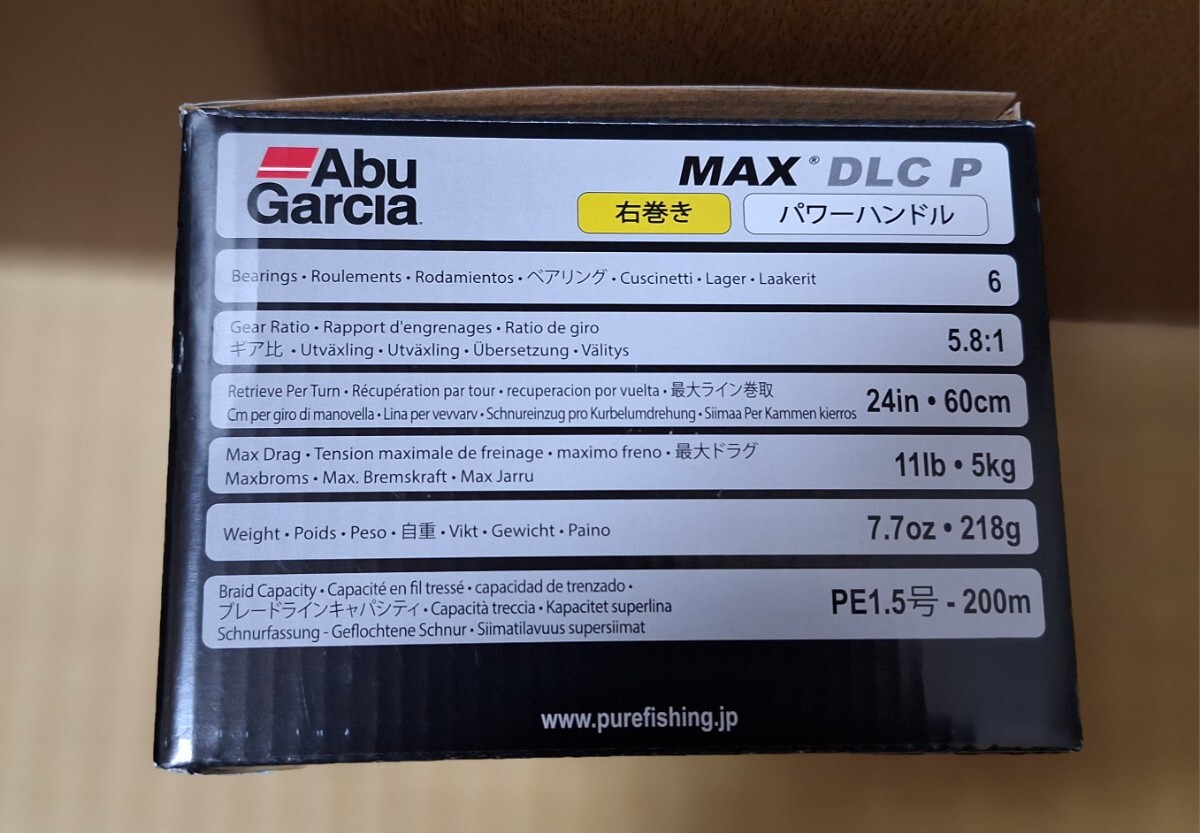 Abu
Garcia
MAX® DLC P
右巻き パワーハンドル
Bearings • Roulements • Rodamientos • ベアリング • Cuscinetti • Lager • Laakerit
6
Gear Ratio • Rapport d'engrenages • Ratio de giro
ギア比 • Utväxling • Utväxling • Übersetzung • Välitys
5.8:1
Retrieve Per Turn • Récupération par tour • recuperacion por vuelta • 最大ライン巻取
Cm per giro di manovella • Lina per vevvarv • Schnureinzug pro Kurbelumdrehung • Siimaa Per Kammen kierros
24in • 60cm
Max Drag • Tension maximale de freinage • maximo freno • 最大ドラグ
Maxbroms • Max. Bremskraft • Max Jarru
11lb • 5kg
Weight • Poids • Peso • 自重 • Vikt • Gewicht • Paino
7.7oz • 218g
Braid Capacity • Capacité en fil tressé • capacidad de trenzado •
ブレードラインキャパシティ • Capacità treccia • Kapacitet superlina
Schnurfassung - Geflochtene Schnur • Siimatilavuus supersiimat
PE1.5号 - 200m
www.purefishing.jp